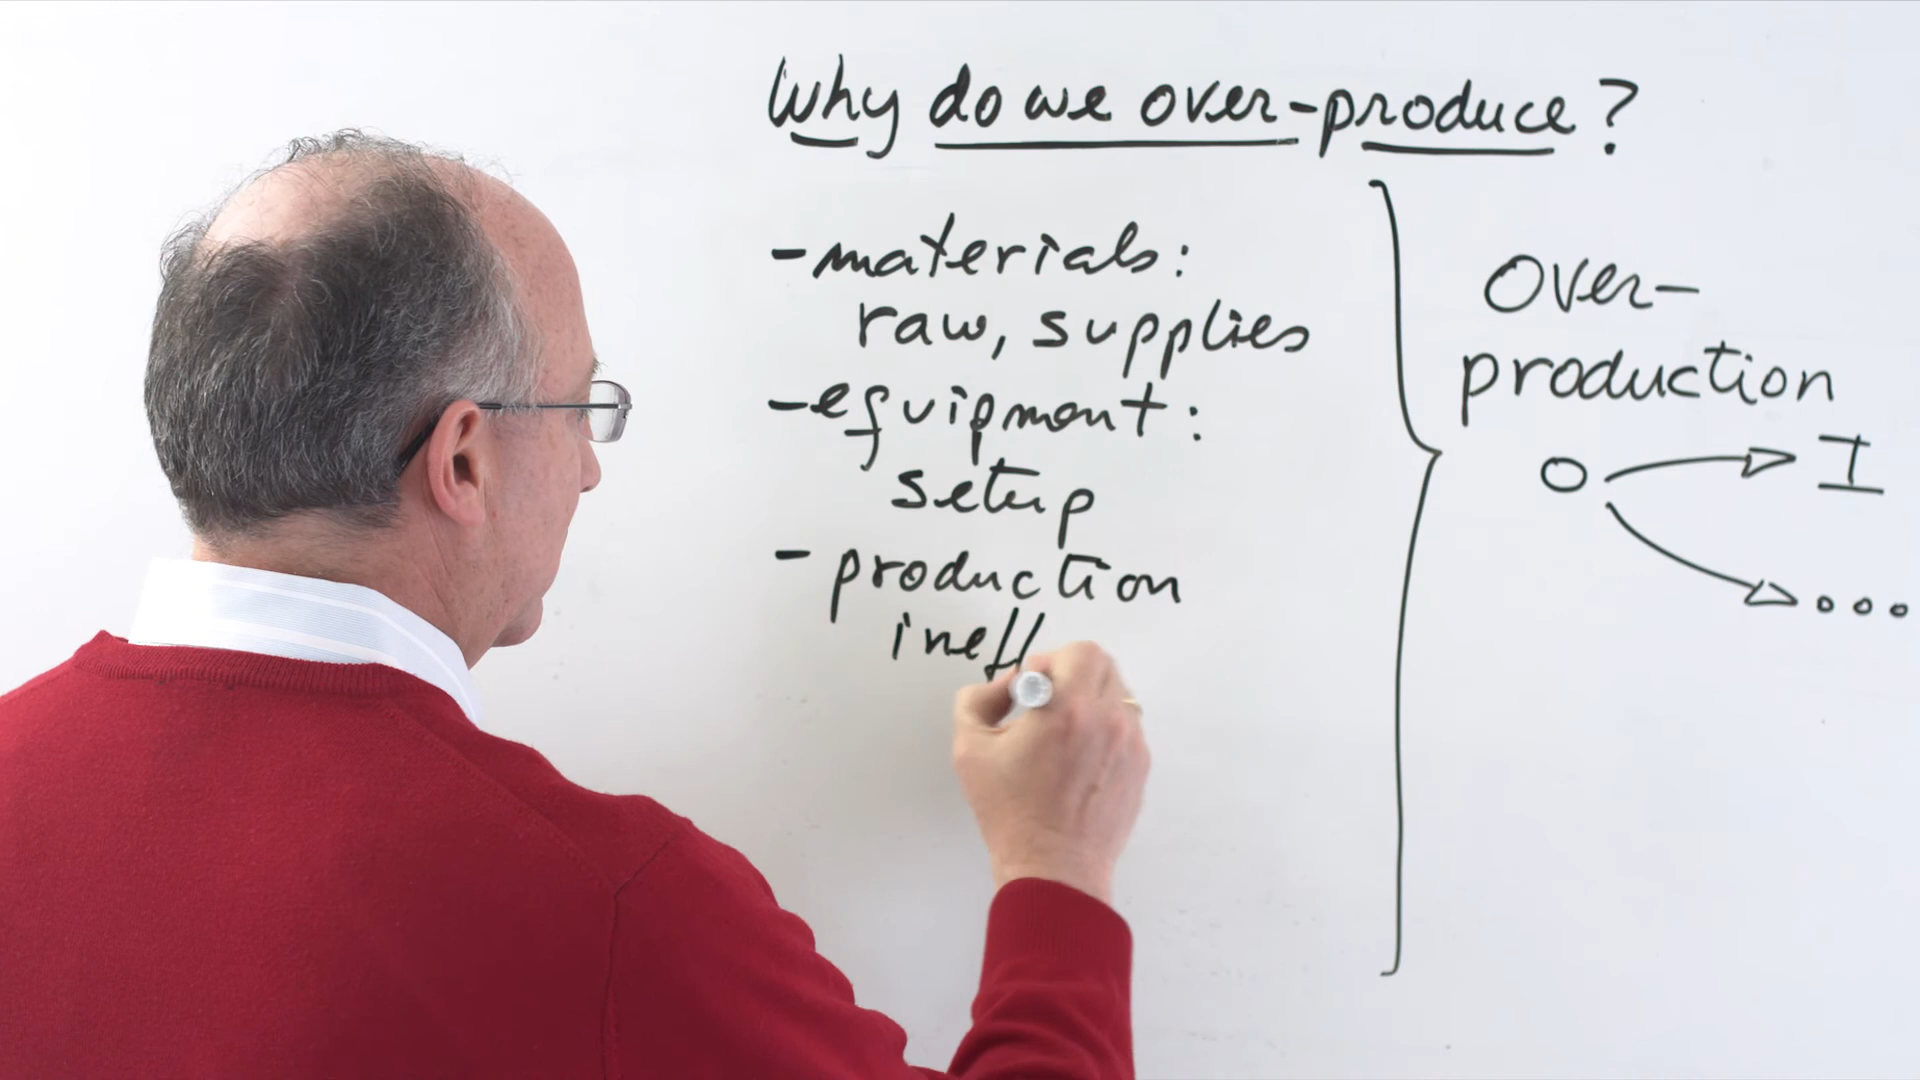 Why do we over-produce?
- materials:
raw, supplies
- equipment:
setup
- production
ineff
Over-
production
O → I
→ ...